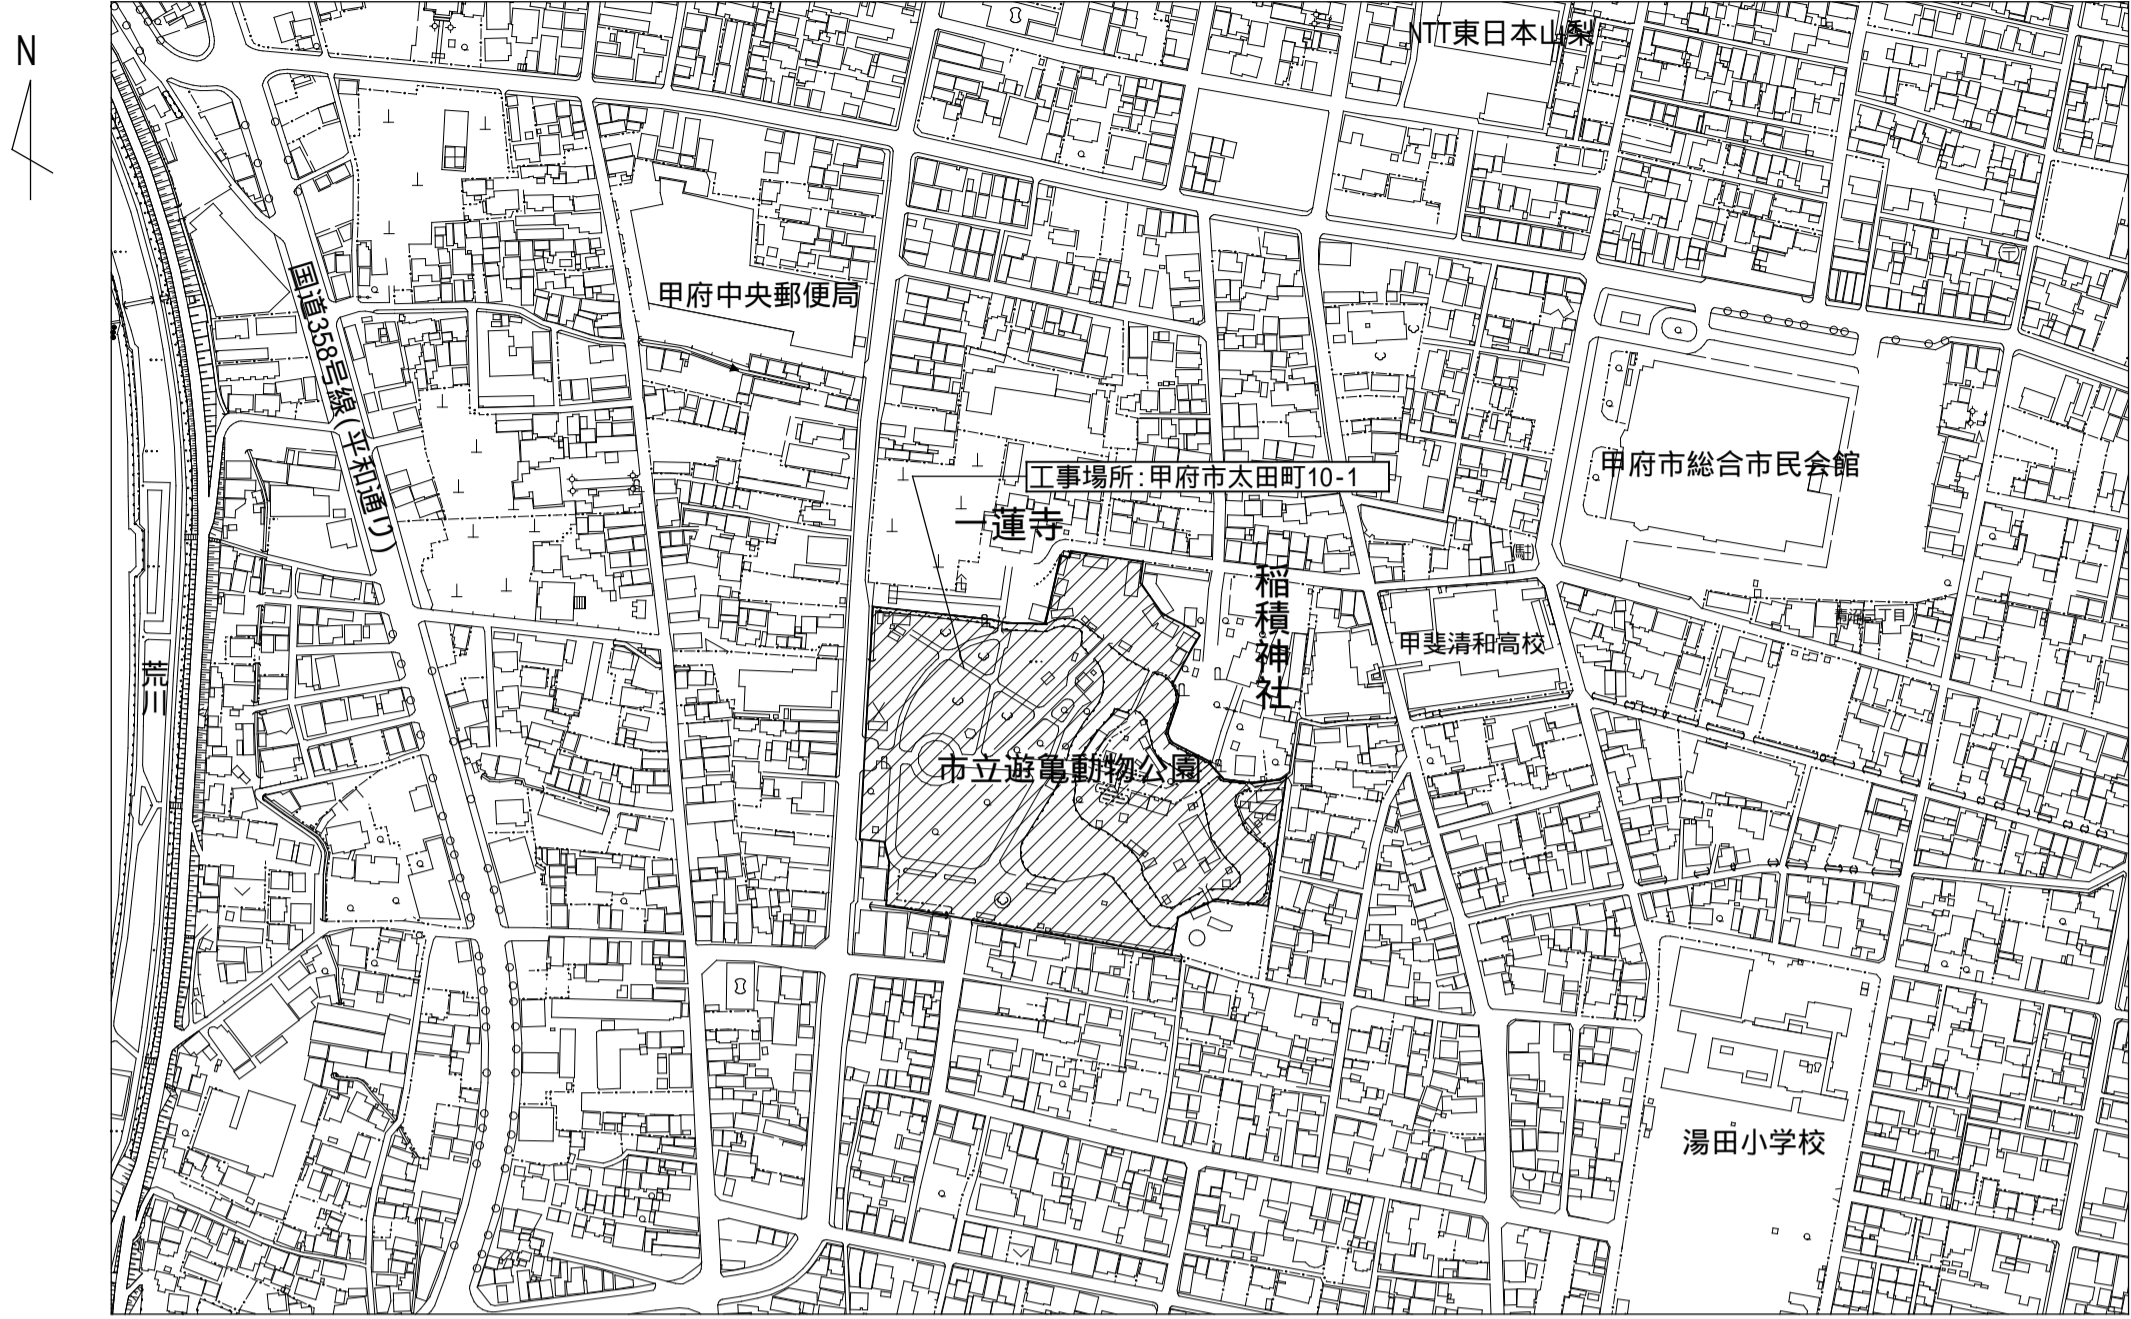 N
NTT東日本山梨
国道358号線(平和通り)
甲府中央郵便局
甲府市総合市民会館
工事場所:甲府市太田町10-1
一蓮寺
稲積神社
甲斐清和高校
荒川
市立遊亀動物公園
湯田小学校